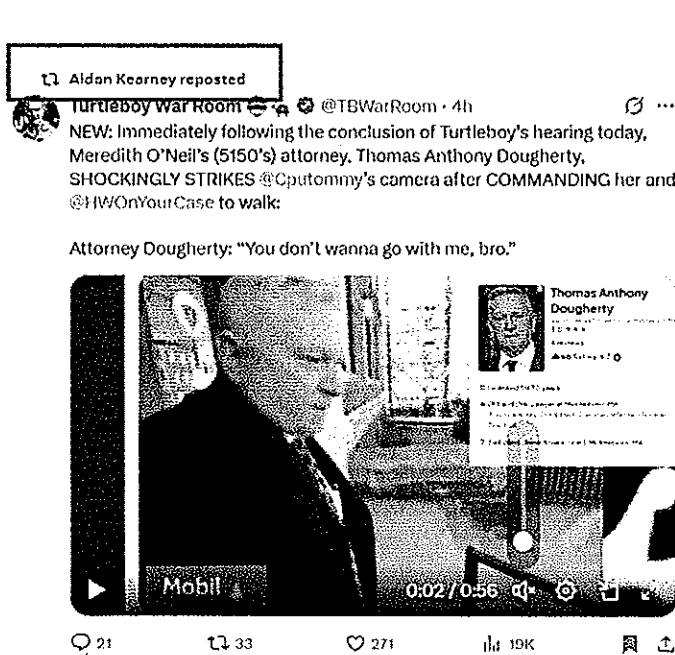 Aidan Kearney reposted
Turtleboy War Room @TBWarRoom · 4h
NEW: Immediately following the conclusion of Turtleboy's hearing today,
Meredith O'Neil's (5150's) attorney, Thomas Anthony Dougherty,
SHOCKINGLY STRIKES @Cputommy's camera after COMMANDING her and
@HWOnYourCase to walk:
Attorney Dougherty: "You don't wanna go with me, bro."
Thomas Anthony
Dougherty
Mobil
0:02 / 0:56
21
33
271
19K